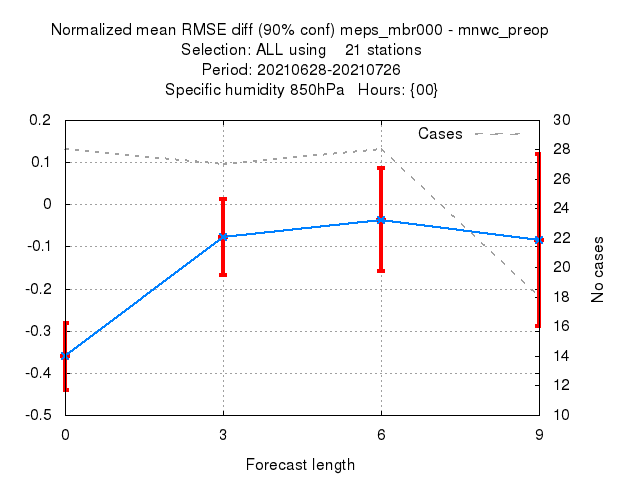 Normalized mean RMSE diff (90% conf) meps_mbr000 - mnwc_preop
Selection: ALL using 21 stations
Period: 20210628-20210726
Specific humidity 850hPa Hours: {00}
Cases
0.2
0.1
0
-0.1
-0.2
-0.3
-0.4
-0.5
30
28
26
24
22
20
18
16
14
12
10
No cases
0 3 6 9
Forecast length